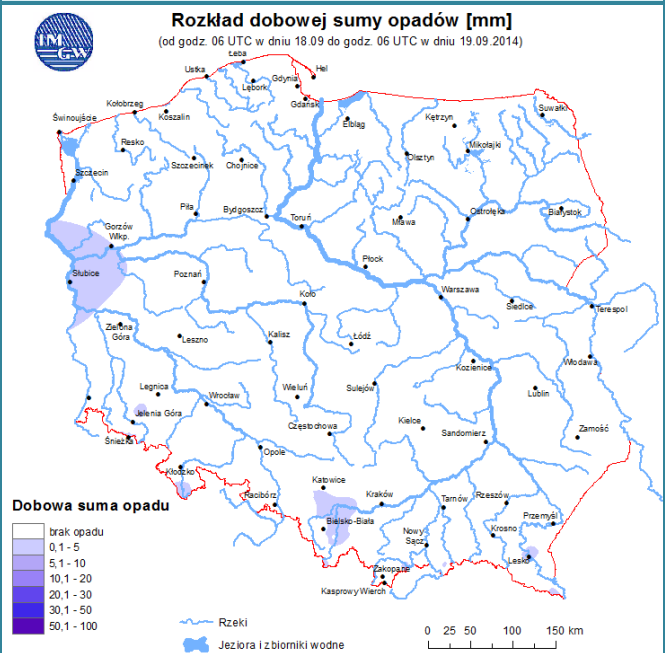 Rozkład dobowej sumy opadów [mm]
(od godz. 06 UTC w dniu 18.09 do godz. 06 UTC w dniu 19.09.2014)
IM
GW
Łeba
Ustka
Hel
Gdynia
Lębork
Gdańsk
Kołobrzeg
Koszalin
Suwałki
Świnoujście
Elbląg
Kętrzyn
Resko
Mikołajki
Szczecinek
Chojnice
Olsztyn
Szczecin
Piła
Bydgoszcz
Toruń
Mława
Ostrołęka
Białystok
Gorzów
Wlkp.
Płock
Słubice
Poznań
Koło
Warszawa
Siedlce
Terespol
Zielona
Góra
Leszno
Kalisz
Łódź
Kozienice
Włodawa
Legnica
Wrocław
Wieluń
Sulejów
Lublin
Jelenia Góra
Częstochowa
Kielce
Sandomierz
Zamość
Śnieżka
Opole
Kłodzko
Katowice
Racibórz
Kraków
Tarnów
Rzeszów
Przemyśl
Bielsko-Biała
Nowy
Sącz
Krosno
Lesko
Zakopane
Kasprowy Wierch
Dobowa suma opadu
brak opadu
0,1 - 5
5,1 - 10
10,1 - 20
20,1 - 30
30,1 - 50
50,1 - 100
Rzeki
Jeziora i zbiorniki wodne
0 25 50 100 150 km